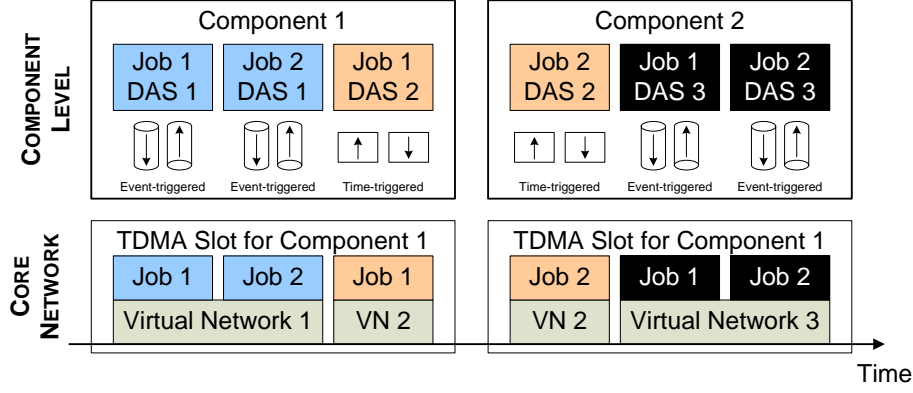 Component 1
Component 2
COMPONENT
LEVEL
Job 1
DAS 1
Job 2
DAS 1
Job 1
DAS 2
Job 2
DAS 2
Job 1
DAS 3
Job 2
DAS 3
Event-triggered
Event-triggered
Time-triggered
Time-triggered
Event-triggered
Event-triggered
CORE
NETWORK
TDMA Slot for Component 1
TDMA Slot for Component 1
Job 1
Job 2
Job 1
Job 2
Job 1
Job 2
Virtual Network 1
VN 2
VN 2
Virtual Network 3
Time